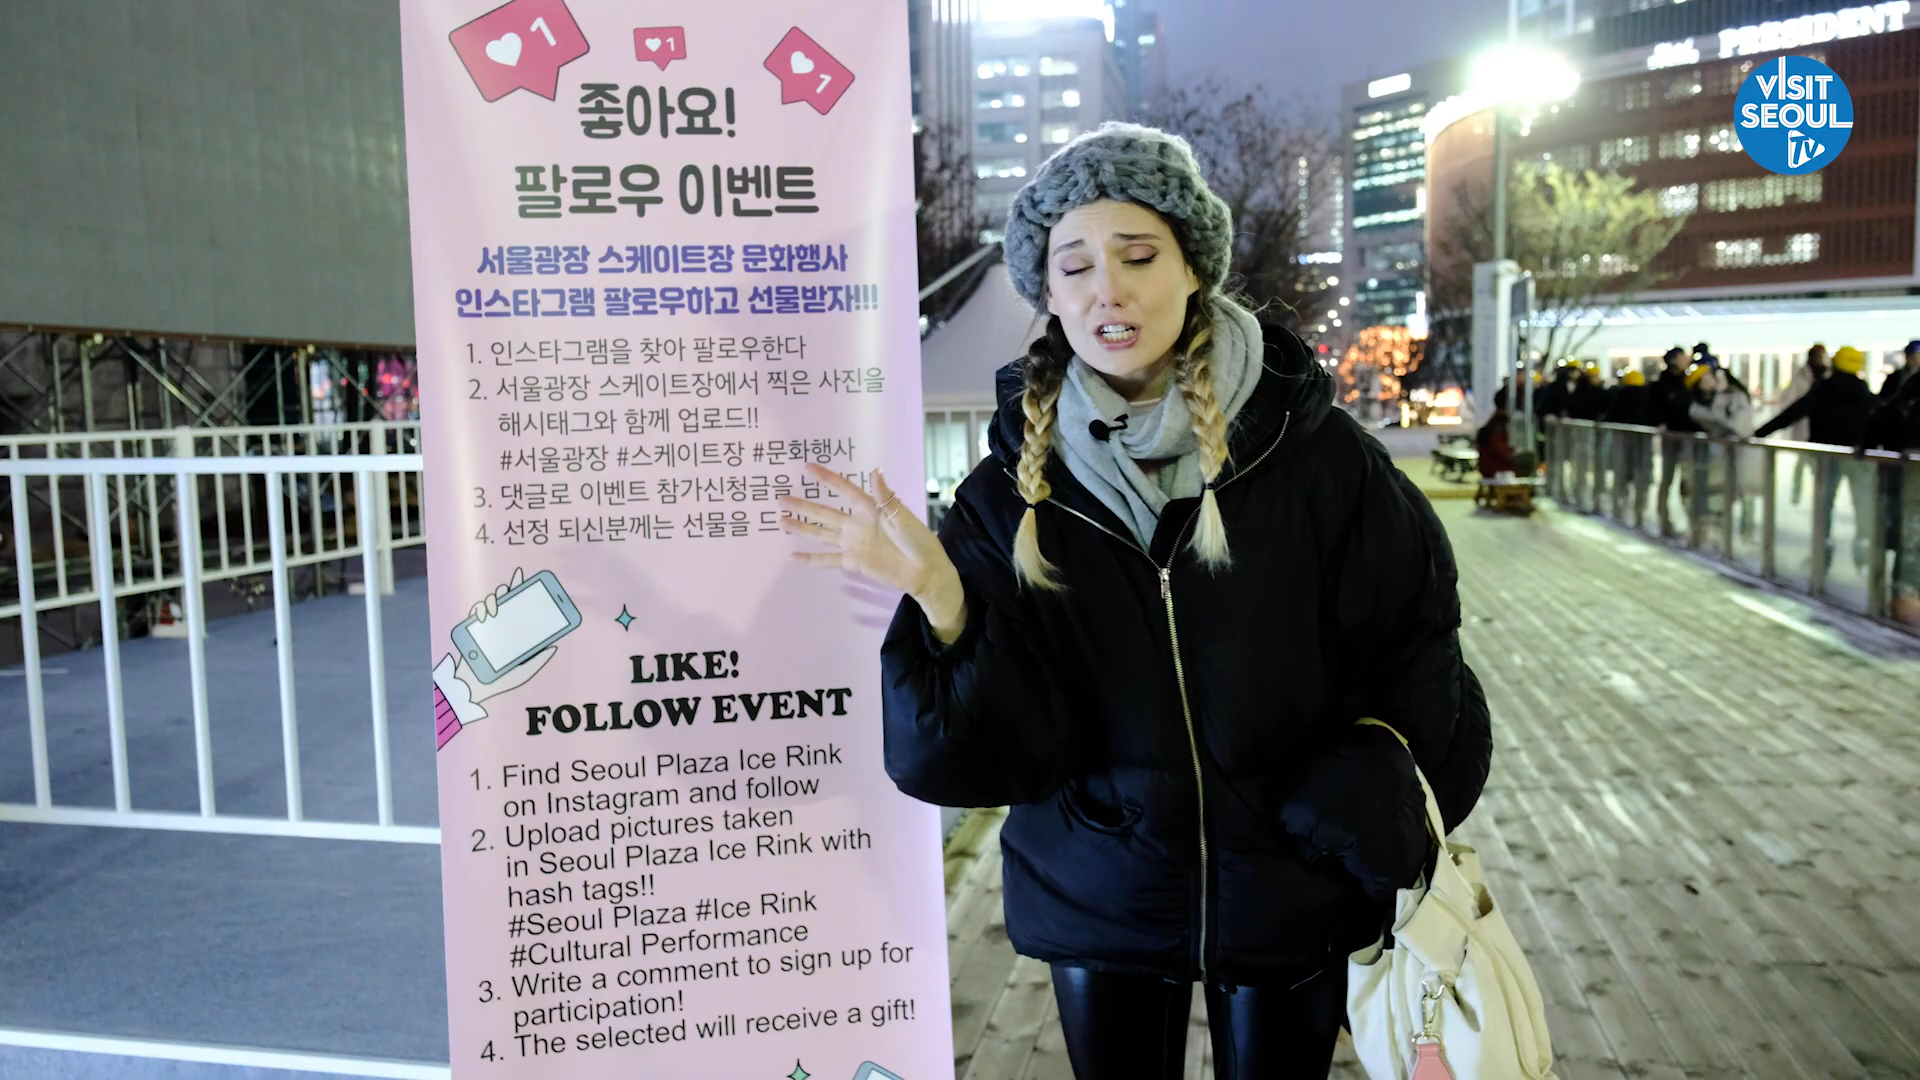 1
1
1
좋아요!
팔로우 이벤트
서울광장 스케이트장 문화행사
인스타그램 팔로우하고 선물받자!!!
1. 인스타그램을 찾아 팔로우한다
2. 서울광장 스케이트장에서 찍은 사진을
해시태그와 함께 업로드!!
#서울광장 #스케이트장 #문화행사
3. 댓글로 이벤트 참가신청글을
4. 선정 되신분께는 선물을
LIKE!
FOLLOW EVENT
1. Find Seoul Plaza Ice Rink
on Instagram and follow
2. Upload pictures taken
in Seoul Plaza Ice Rink with
hash tags!!
#Seoul Plaza #Ice Rink
#Cultural Performance
3. Write a comment to sign up for
participation!
4. The selected will receive a gift!
PRESIDENT
VISIT
SEOUL
TV